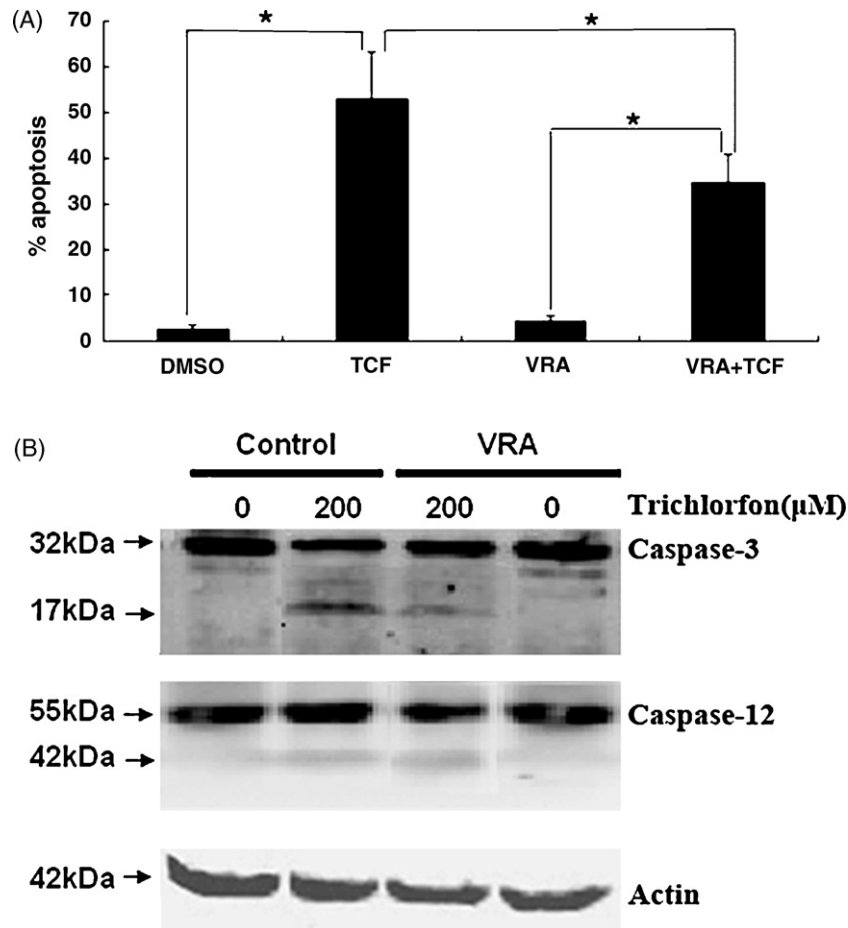 (A)
70
60
50
40
30
20
10
0
% apoptosis
*
*
*
DMSO TCF VRA VRA+TCF
(B)
Control VRA
0 200 200 0 Trichlorfon(μM)
32kDa Caspase-3
17kDa
55kDa Caspase-12
42kDa
42kDa Actin